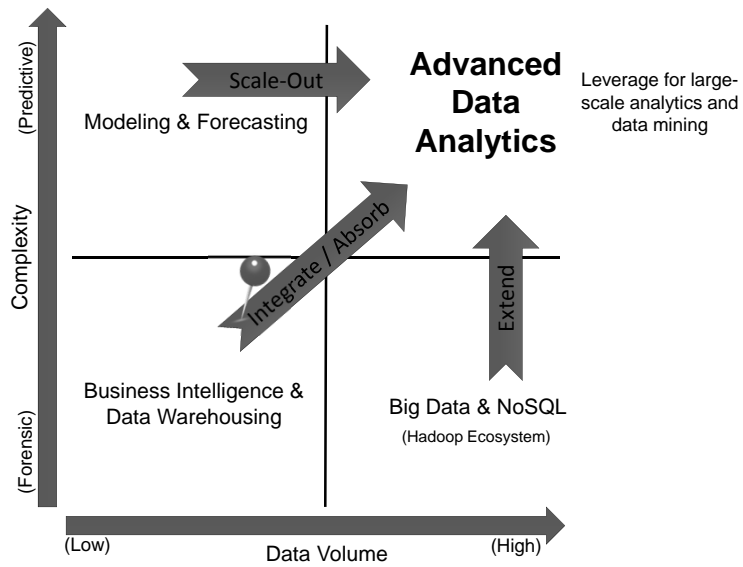 (Predictive)
Complexity
(Forensic)
Scale-Out
Modeling & Forecasting
Advanced
Data
Analytics
Leverage for large-
scale analytics and
data mining
Integrate / Absorb
Extend
Business Intelligence &
Data Warehousing
Big Data & NoSQL
(Hadoop Ecosystem)
(Low)
Data Volume
(High)